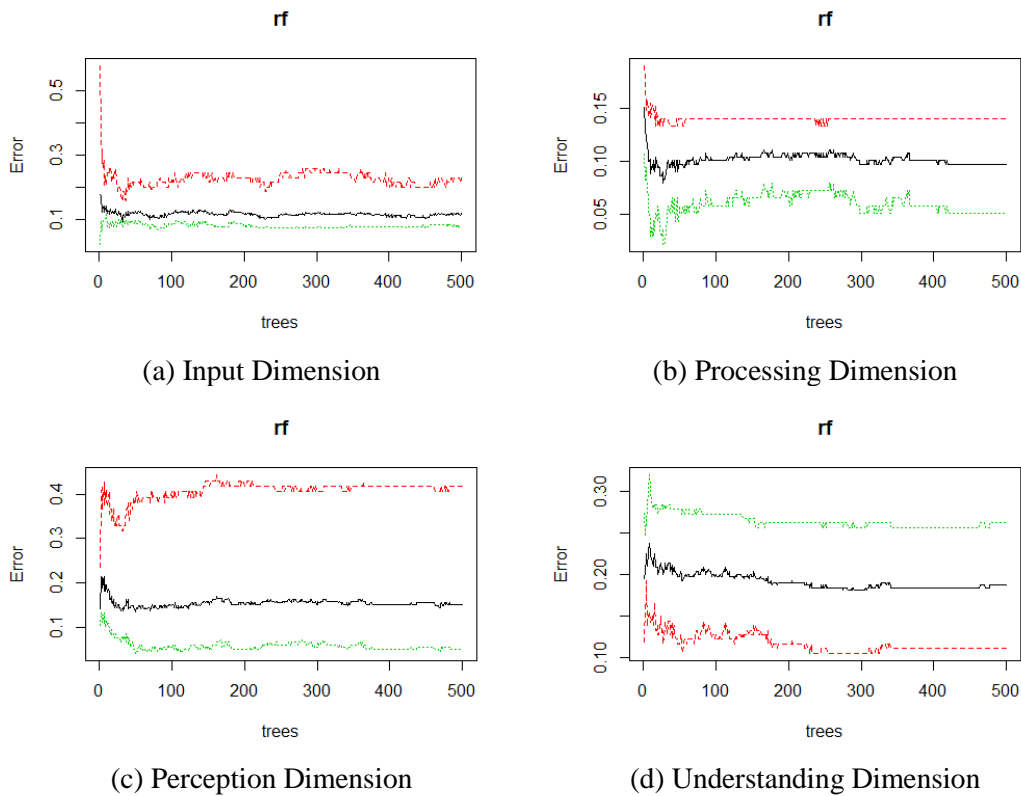 rf
Error
0.1
0.3
0.5
0
100
200
300
400
500
trees
(a) Input Dimension
rf
Error
0.05
0.10
0.15
0
100
200
300
400
500
trees
(b) Processing Dimension
rf
Error
0.1
0.2
0.3
0.4
0
100
200
300
400
500
trees
(c) Perception Dimension
rf
Error
0.10
0.20
0.30
0
100
200
300
400
500
trees
(d) Understanding Dimension